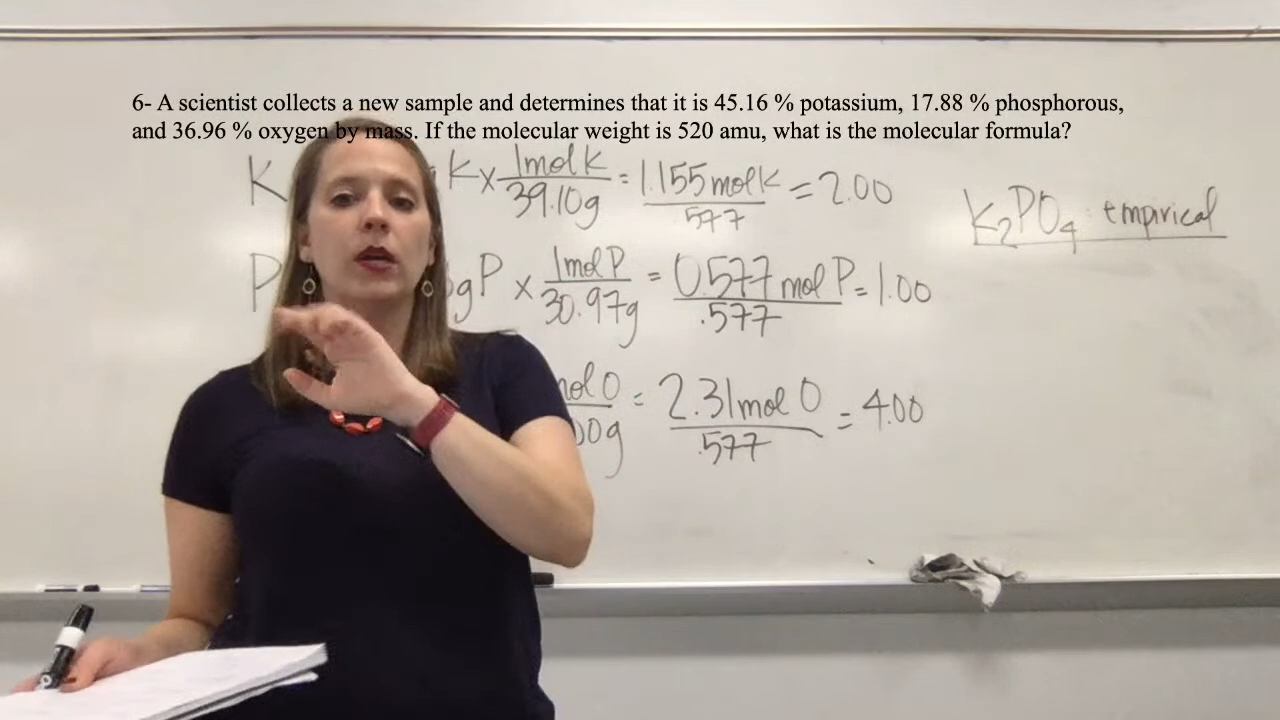 6- A scientist collects a new sample and determines that it is 45.16 % potassium, 17.88 % phosphorous,
and 36.96 % oxygen by mass. If the molecular weight is 520 amu, what is the molecular formula?
K K x 1mol K / 39.10g = 1.155 mol K / .577 = 2.00
K₂PO₄ : empirical
P gP x 1mol P / 30.97g = 0.577 mol P / .577 = 1.00
mol O / 00g = 2.31 mol O / .577 = 4.00